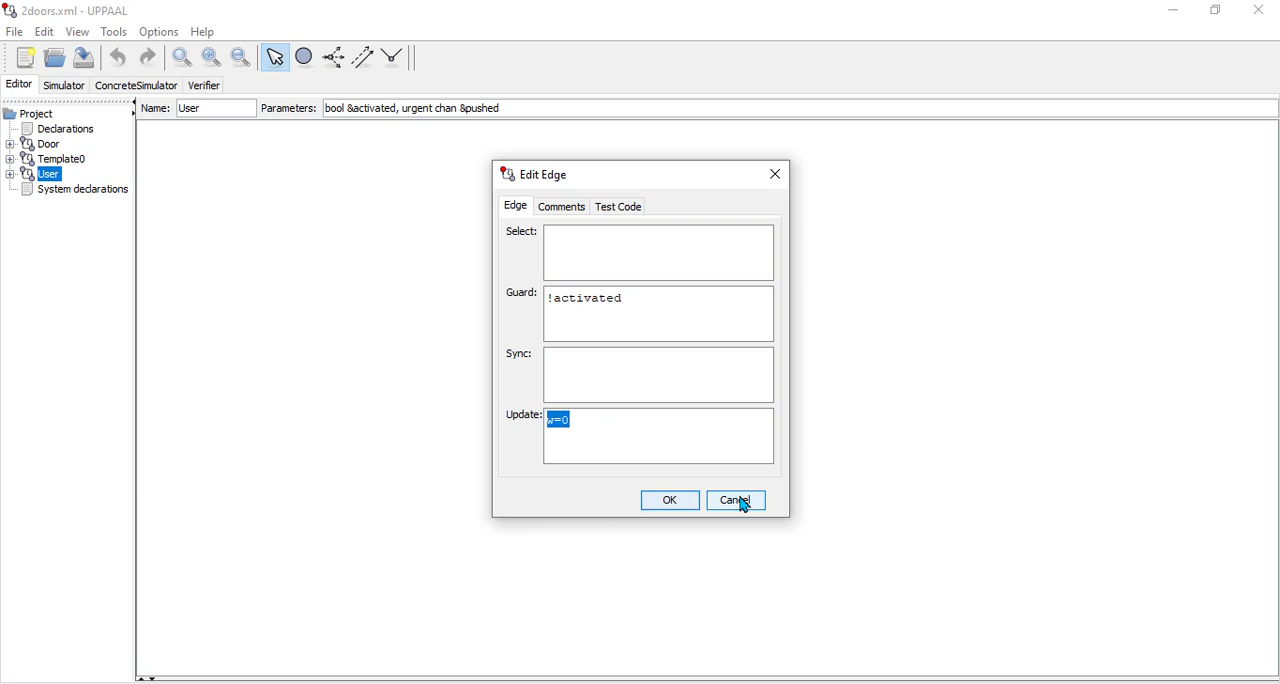 2doors.xml - UPPAAL
File Edit View Tools Options Help
Editor Simulator ConcreteSimulator Verifier
Project
Declarations
Door
Template0
User
System declarations
Name: User Parameters: bool &activated, urgent chan &pushed
Edit Edge
Edge Comments Test Code
Select:
Guard: !activated
Sync:
Update: w=0
OK Cancel